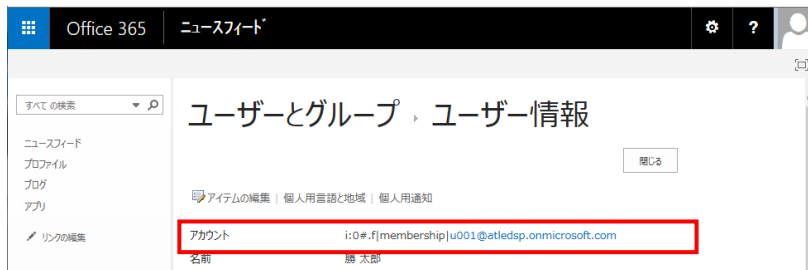 Office 365 ニュースフィード ?
すべての検索
ユーザーとグループ › ユーザー情報
ニュースフィード
プロファイル
ブログ
アプリ
リンクの編集
閉じる
アイテムの編集 | 個人用言語と地域 | 個人用通知
アカウント i:0#.f|membership|u001@atledsp.onmicrosoft.com
名前 勝 太郎